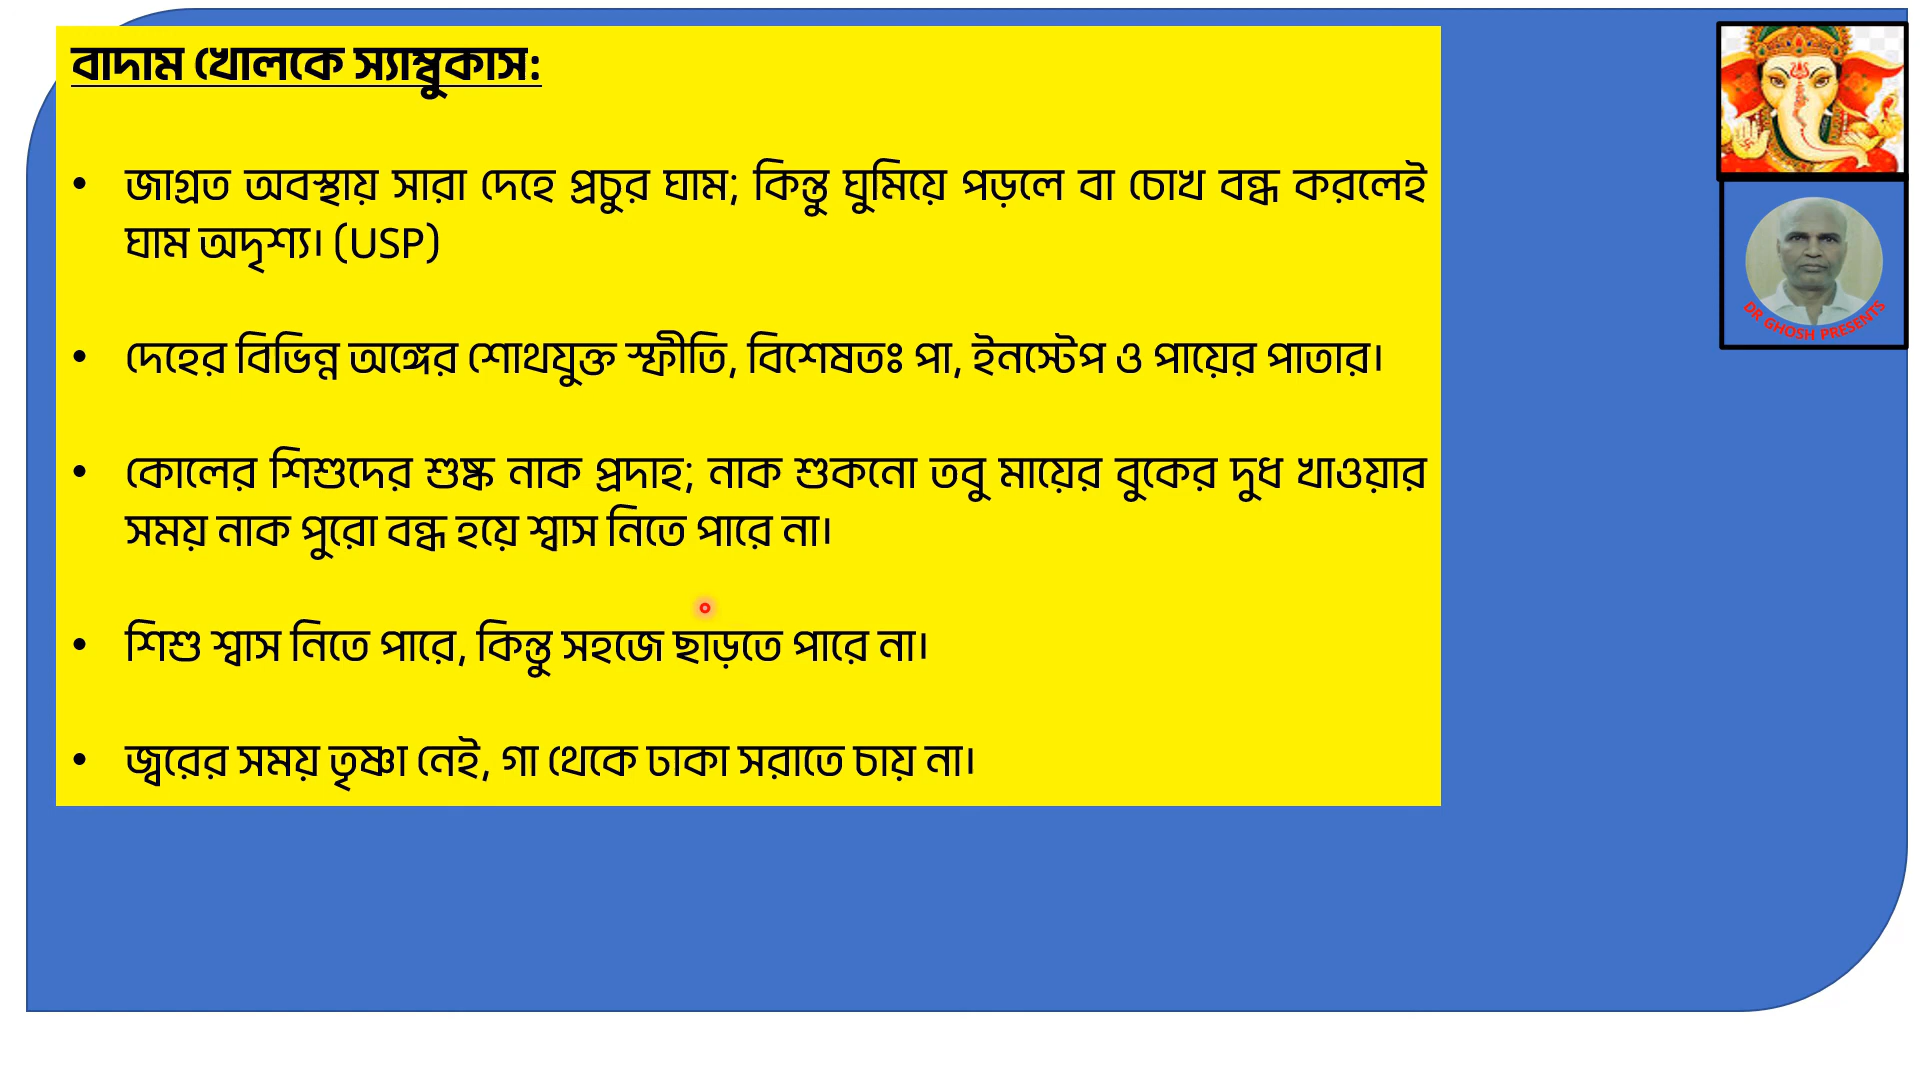 বাদাম খোলকে স্যাম্বুকাস:
• জাগ্রত অবস্থায় সারা দেহে প্রচুর ঘাম; কিন্তু ঘুমিয়ে পড়লে বা চোখ বন্ধ করলেই
ঘাম অদৃশ্য। (USP)
• দেহের বিভিন্ন অঙ্গের শোথযুক্ত স্ফীতি, বিশেষতঃ পা, ইনস্টেপ ও পায়ের পাতার।
• কোলের শিশুদের শুষ্ক নাক প্রদাহ; নাক শুকনো তবু মায়ের বুকের দুধ খাওয়ার
সময় নাক পুরো বন্ধ হয়ে শ্বাস নিতে পারে না।
• শিশু শ্বাস নিতে পারে, কিন্তু সহজে ছাড়তে পারে না।
• জ্বরের সময় তৃষ্ণা নেই, গা থেকে ঢাকা সরাতে চায় না।
DR GHOSH PRESENTS